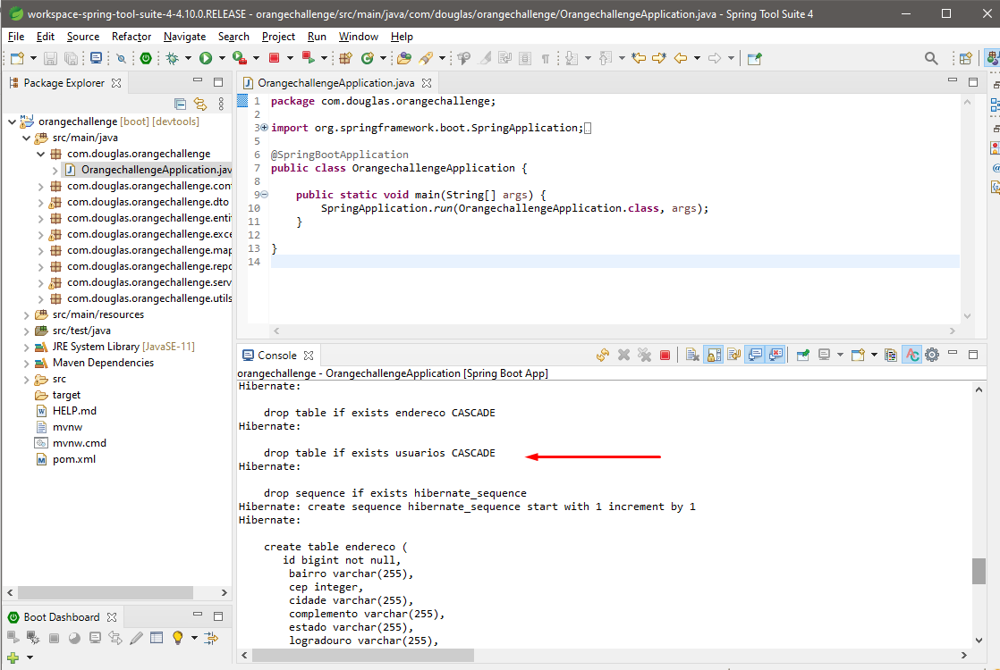 workspace-spring-tool-suite-4-4.10.0.RELEASE - orangechallenge/src/main/java/com/douglas/orangechallenge/OrangechallengeApplication.java - Spring Tool Suite 4
File Edit Source Refactor Navigate Search Project Run Window Help
Package Explorer
orangechallenge [boot] [devtools]
src/main/java
com.douglas.orangechallenge
OrangechallengeApplication.jav
com.douglas.orangechallenge.con
com.douglas.orangechallenge.dto
com.douglas.orangechallenge.enti
com.douglas.orangechallenge.exce
com.douglas.orangechallenge.map
com.douglas.orangechallenge.repo
com.douglas.orangechallenge.serv
com.douglas.orangechallenge.utils
src/main/resources
src/test/java
JRE System Library [JavaSE-11]
Maven Dependencies
src
target
HELP.md
mvnw
mvnw.cmd
pom.xml
Boot Dashboard
OrangechallengeApplication.java
1 package com.douglas.orangechallenge;
2
3 import org.springframework.boot.SpringApplication;
5
6 @SpringBootApplication
7 public class OrangechallengeApplication {
8
9 public static void main(String[] args) {
10 SpringApplication.run(OrangechallengeApplication.class, args);
11 }
12
13 }
14
Console
orangechallenge - OrangechallengeApplication [Spring Boot App]
Hibernate:
drop table if exists endereco CASCADE
Hibernate:
drop table if exists usuarios CASCADE
Hibernate:
drop sequence if exists hibernate_sequence
Hibernate: create sequence hibernate_sequence start with 1 increment by 1
Hibernate:
create table endereco (
id bigint not null,
bairro varchar(255),
cep integer,
cidade varchar(255),
complemento varchar(255),
estado varchar(255),
logradouro varchar(255),